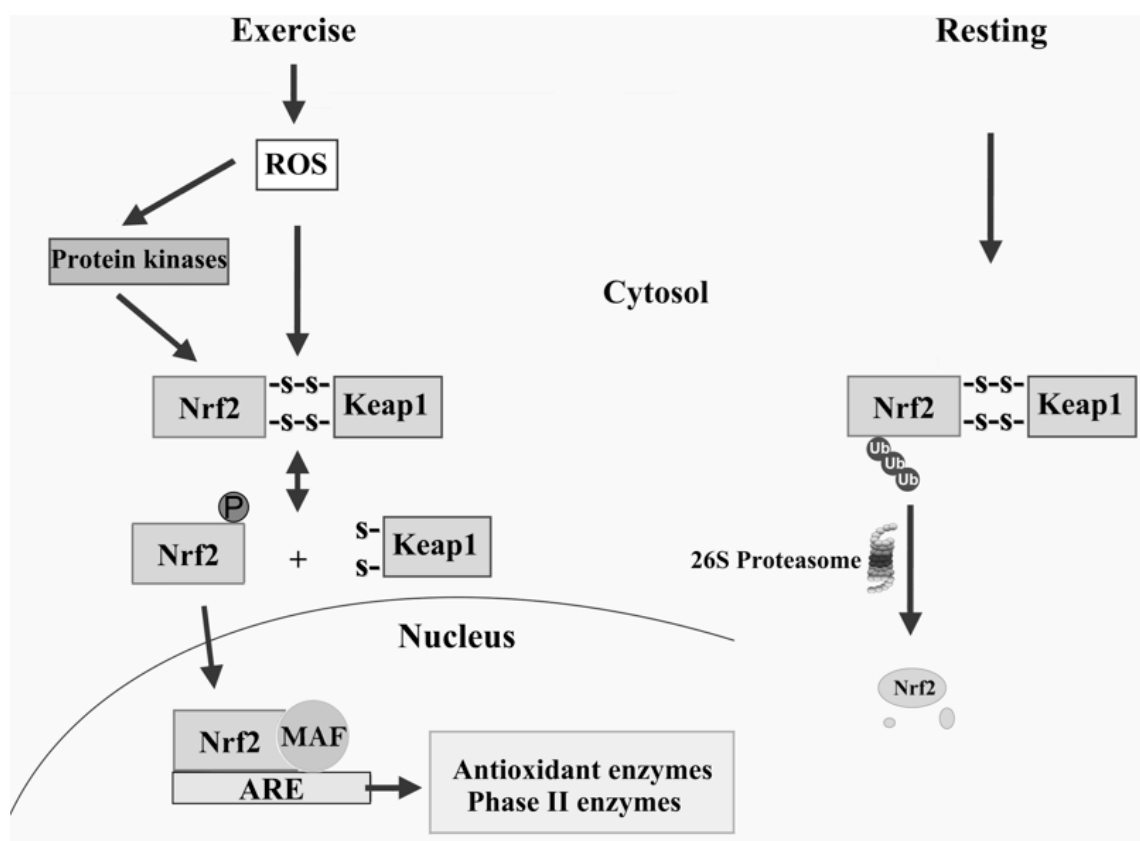 Exercise
Resting
ROS
Protein kinases
Cytosol
Nrf2
-s-s-
-s-s-
Keap1
Nrf2
-s-s-
-s-s-
Keap1
Ub
Ub
Ub
P
Nrf2
+
s-
s-
Keap1
26S Proteasome
Nucleus
Nrf2
Nrf2
MAF
ARE
Antioxidant enzymes
Phase II enzymes